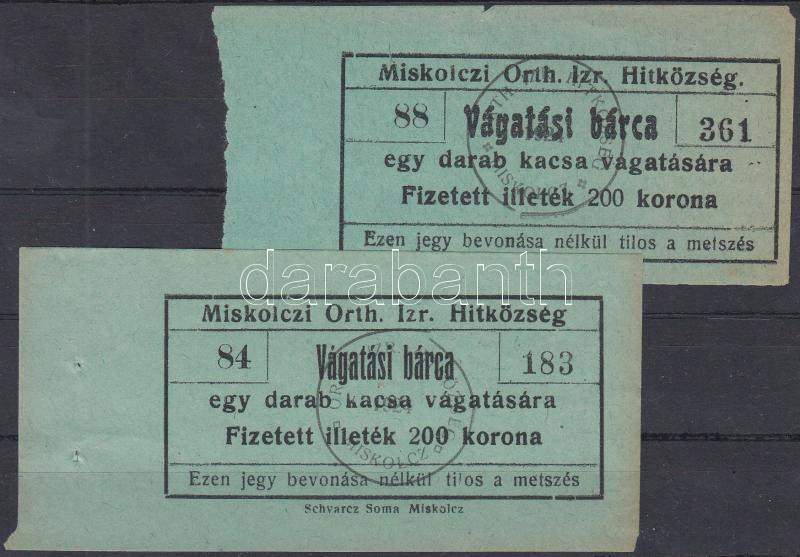 Miskolczi Orth. Izr. Hitközség.
88 Vágatási bárca 361
egy darab kacsa vágatására
Fizetett illeték 200 korona
Ezen jegy bevonása nélkül tilos a metszés
darabanth
Miskolczi Orth. Izr. Hitközség
84 Vágatási bárca 183
egy darab kacsa vágatására
Fizetett illeték 200 korona
Ezen jegy bevonása nélkül tilos a metszés
Schvarcz Soma Miskolcz